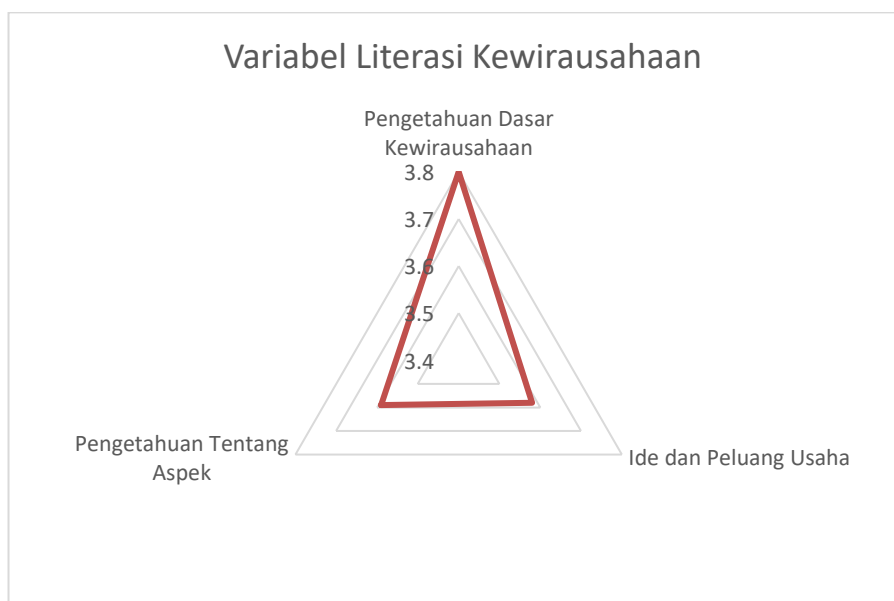 Variabel Literasi Kewirausahaan
Pengetahuan Dasar
Kewirausahaan
3.8
3.7
3.6
3.5
3.4
Pengetahuan Tentang
Aspek
Ide dan Peluang Usaha